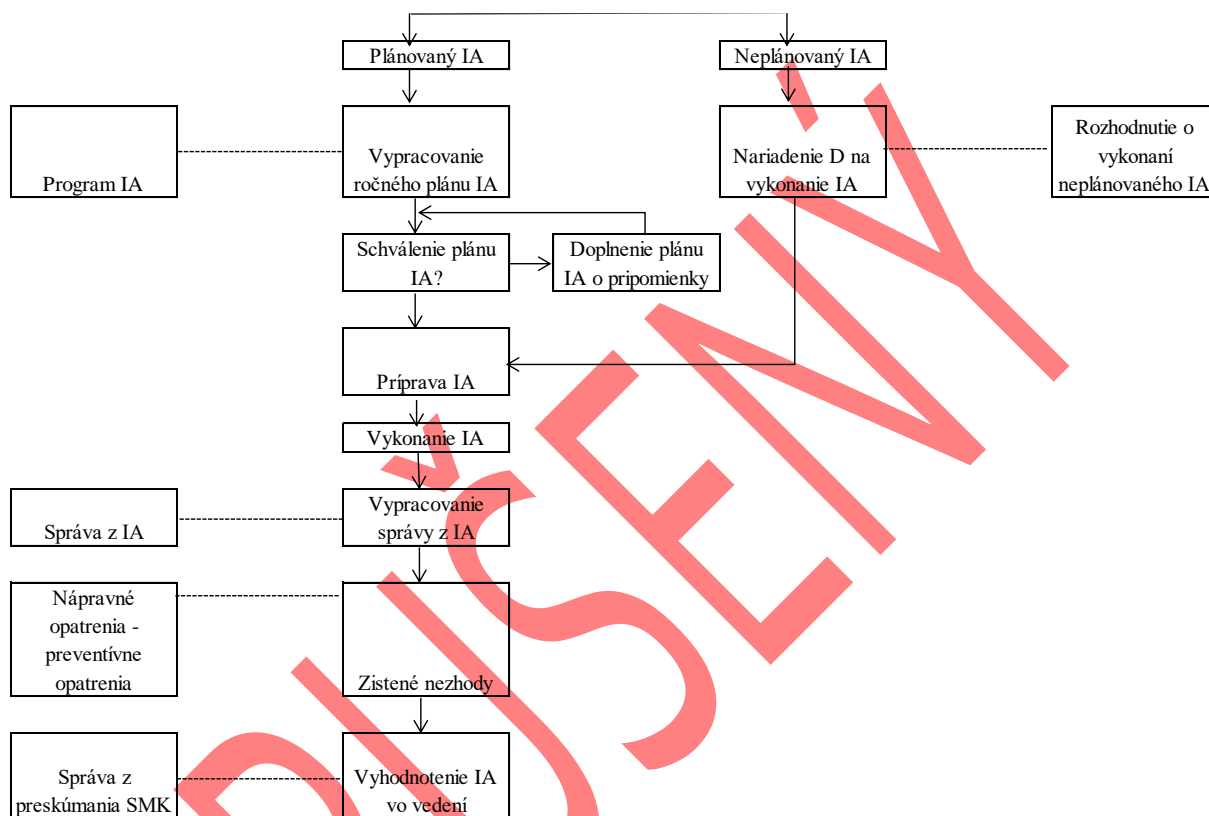 Plánovaný IA
Neplánovaný IA
Program IA
Vypracovanie
ročného plánu IA
Nariadenie D na
vykonanie IA
Rozhodnutie o
vykonaní
neplánovaného IA
Schválenie plánu
IA?
Doplnenie plánu
IA o pripomienky
Príprava IA
Vykonanie IA
Správa z IA
Vypracovanie
správy z IA
Nápravné
opatrenia -
preventívne
opatrenia
Zistené nezhody
Správa z
preskúmania SMK
Vyhodnotenie IA
vo vedení
RUŠENÝ